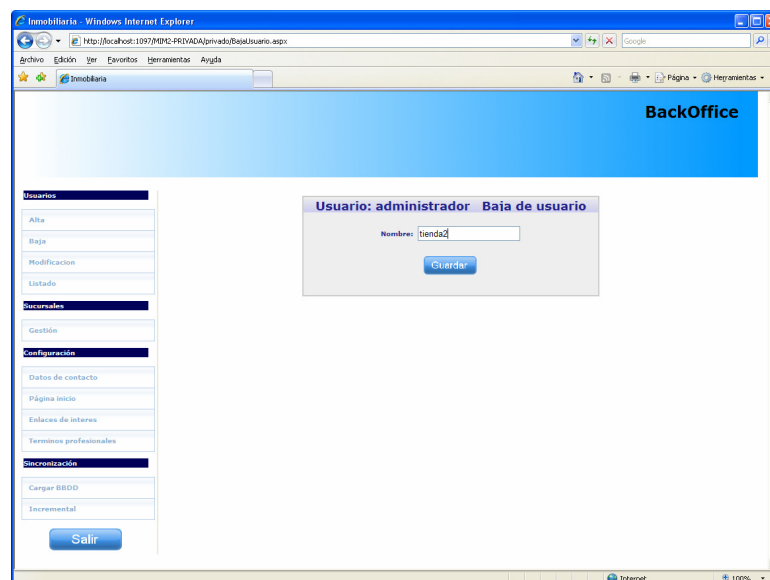 Inmobiliaria - Windows Internet Explorer
http://localhost:1097/MIM2-PRIVADA/privado/BajaUsuario.aspx
Google
Archivo Edición Ver Favoritos Herramientas Ayuda
Inmobiliaria
Página Herramientas
BackOffice
Usuarios
Alta
Baja
Modificacion
Listado
Sucursales
Gestión
Configuración
Datos de contacto
Página inicio
Enlaces de interes
Terminos profesionales
Sincronización
Cargar BBDD
Incremental
Salir
Usuario: administrador Baja de usuario
Nombre: tienda2
Guardar
Internet 100%